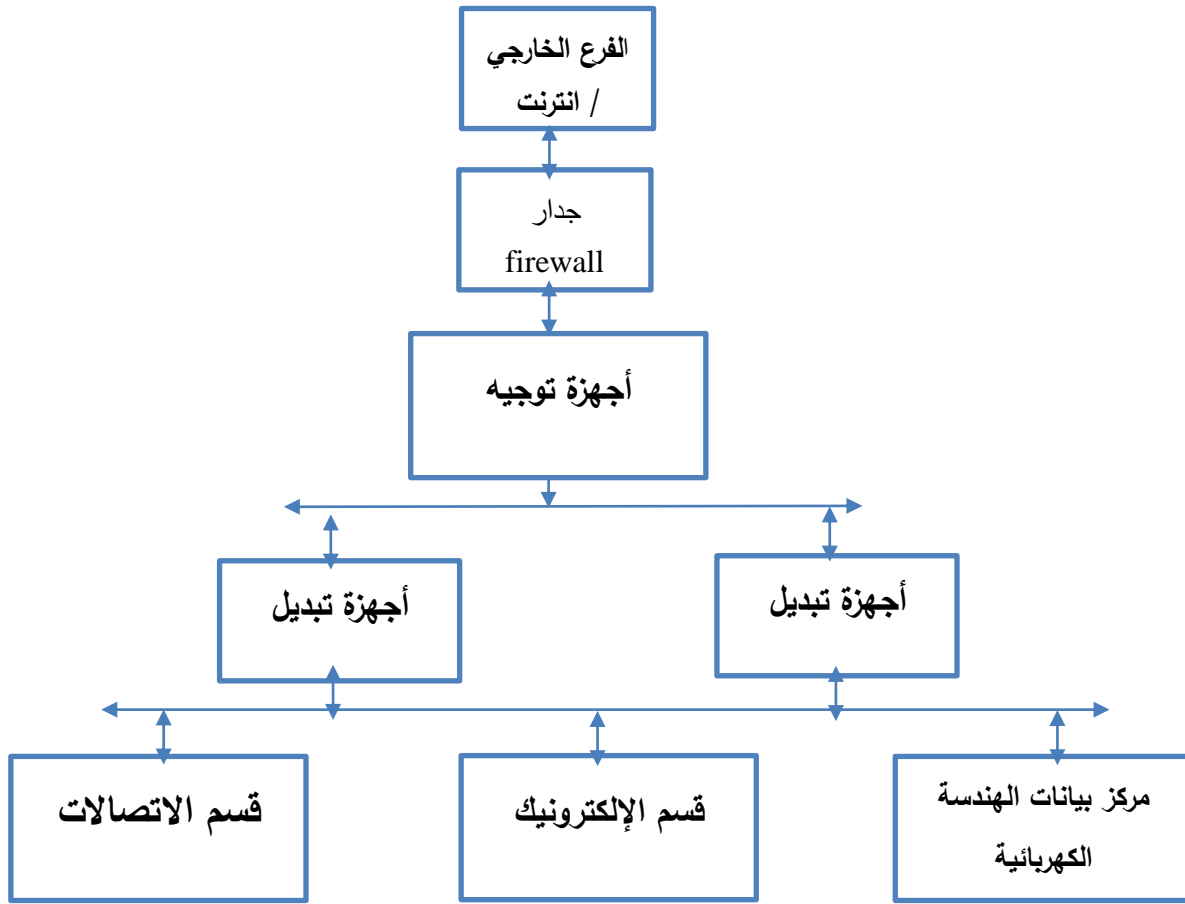 الفرع الخارجي
/ انترنت
جدار
firewall
أجهزة توجيه
أجهزة تبديل
أجهزة تبديل
قسم الاتصالات
قسم الإلكترونيك
مركز بيانات الهندسة
الكهربائية